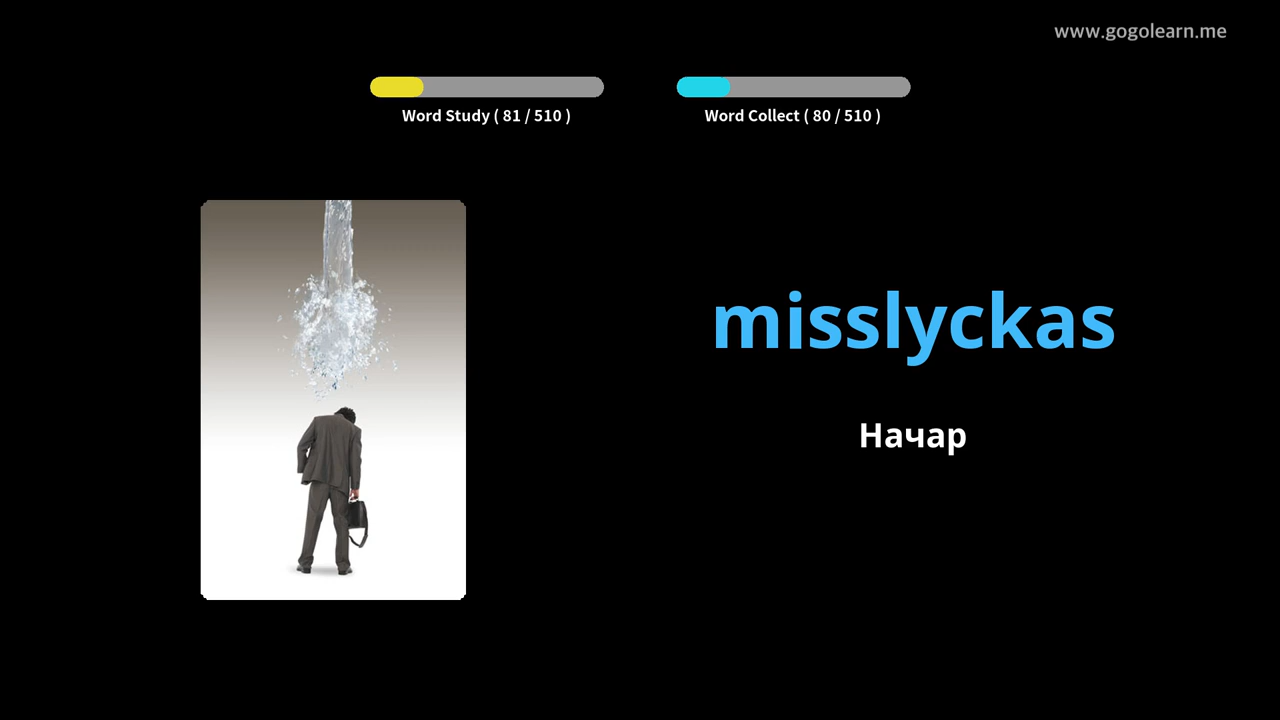 www.gogolearn.me
Word Study ( 81 / 510 )
Word Collect ( 80 / 510 )
misslyckas
Начар